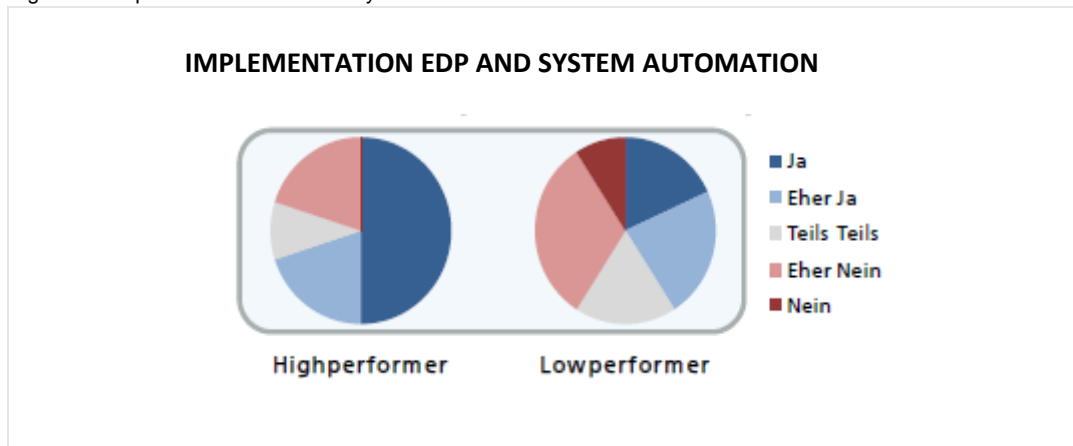 IMPLEMENTATION EDP AND SYSTEM AUTOMATION
Ja
Eher Ja
Teils Teils
Eher Nein
Nein
Highperformer
Lowperformer